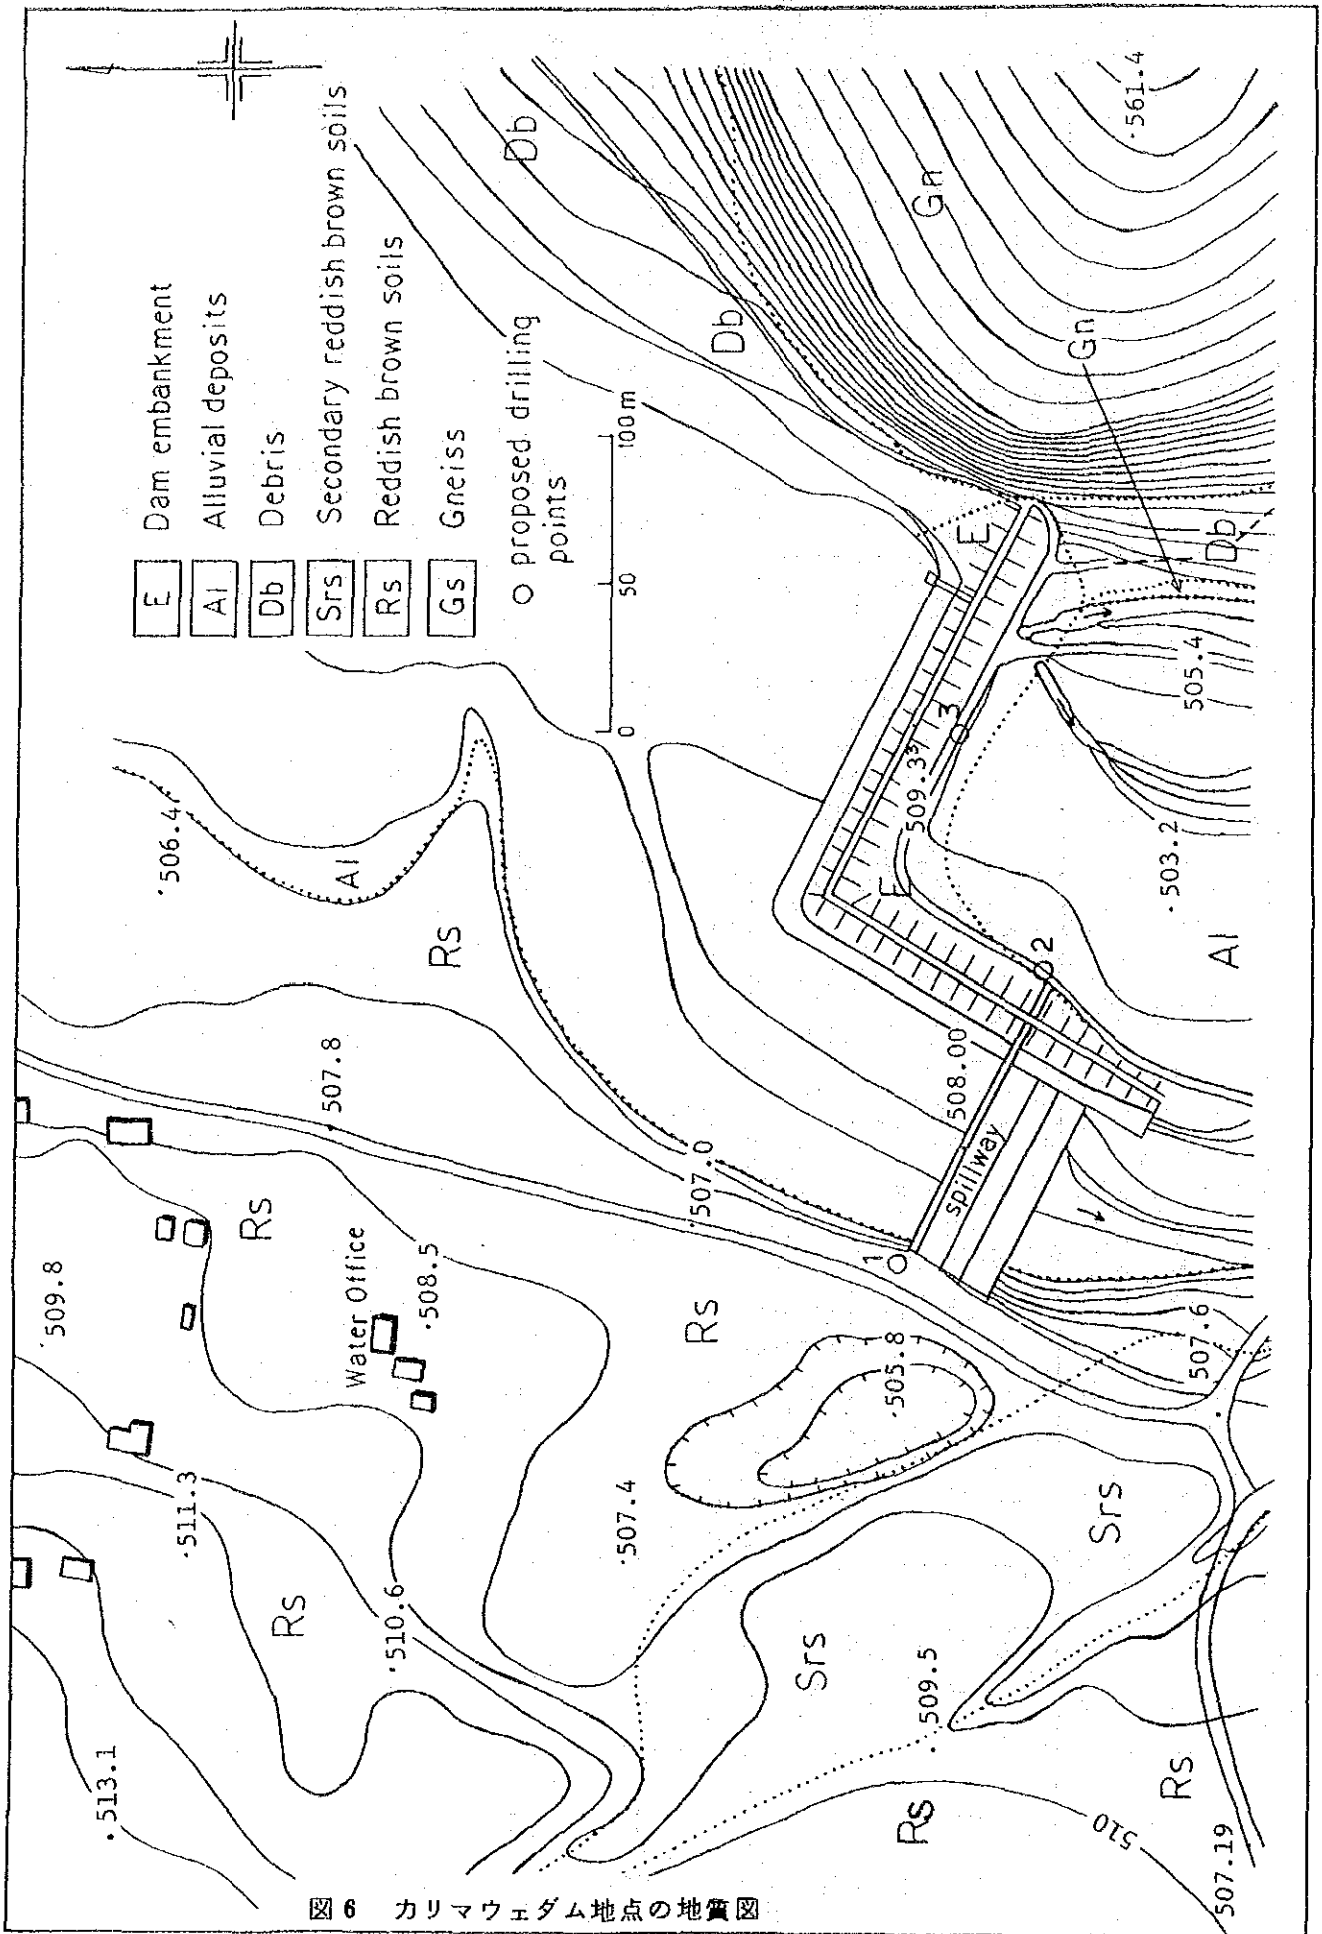 E Dam embankment
Al Alluvial deposits
Db Debris
Srs Secondary reddish brown soils
Rs Reddish brown soils
Gs Gneiss
proposed drilling
points
0 50 100m
Db
Db
Gn
.561.4
Gn
Db
E
E
3
509.33
505.4
.503.2
Al
2
508.00
spillway
1
.506.4
Al
Rs
507.8
.507.0
Rs
.509.8
Water Office
.508.5
Rs
.505.8
507.6
.511.3
.507.4
Srs
Rs
.510.6
Srs
.509.5
.513.1
Rs
Rs
510
507.19
図6 カリマウェダム地点の地質図